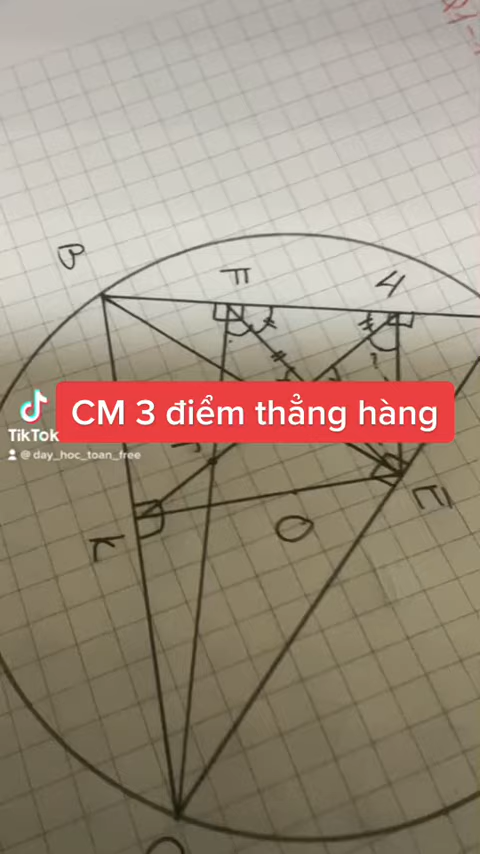 B
F
H
CM 3 điểm thẳng hàng
TikTok
@day_hoc_toan_free
E
O
K